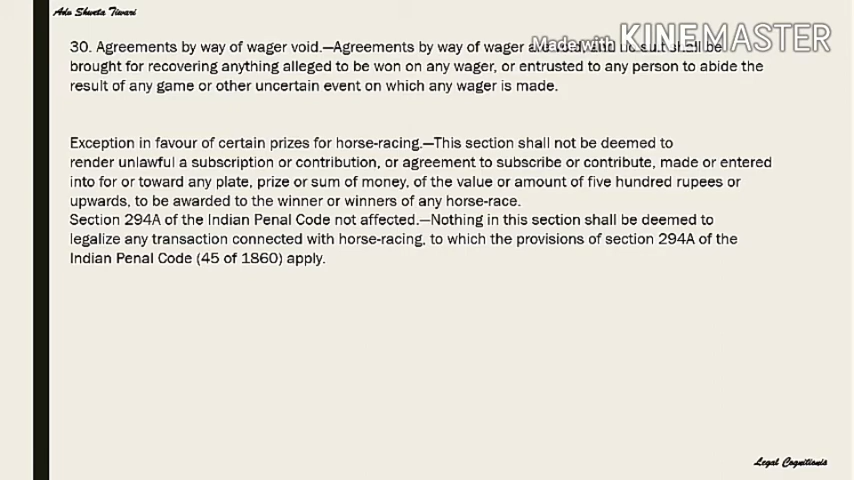 Adv Shweta Tiwari
Made with KINEMASTER
30. Agreements by way of wager void.—Agreements by way of wager are void; and no suit shall be
brought for recovering anything alleged to be won on any wager, or entrusted to any person to abide the
result of any game or other uncertain event on which any wager is made.
Exception in favour of certain prizes for horse-racing.—This section shall not be deemed to
render unlawful a subscription or contribution, or agreement to subscribe or contribute, made or entered
into for or toward any plate, prize or sum of money, of the value or amount of five hundred rupees or
upwards, to be awarded to the winner or winners of any horse-race.
Section 294A of the Indian Penal Code not affected.—Nothing in this section shall be deemed to
legalize any transaction connected with horse-racing, to which the provisions of section 294A of the
Indian Penal Code (45 of 1860) apply.
Legal Cognitionis